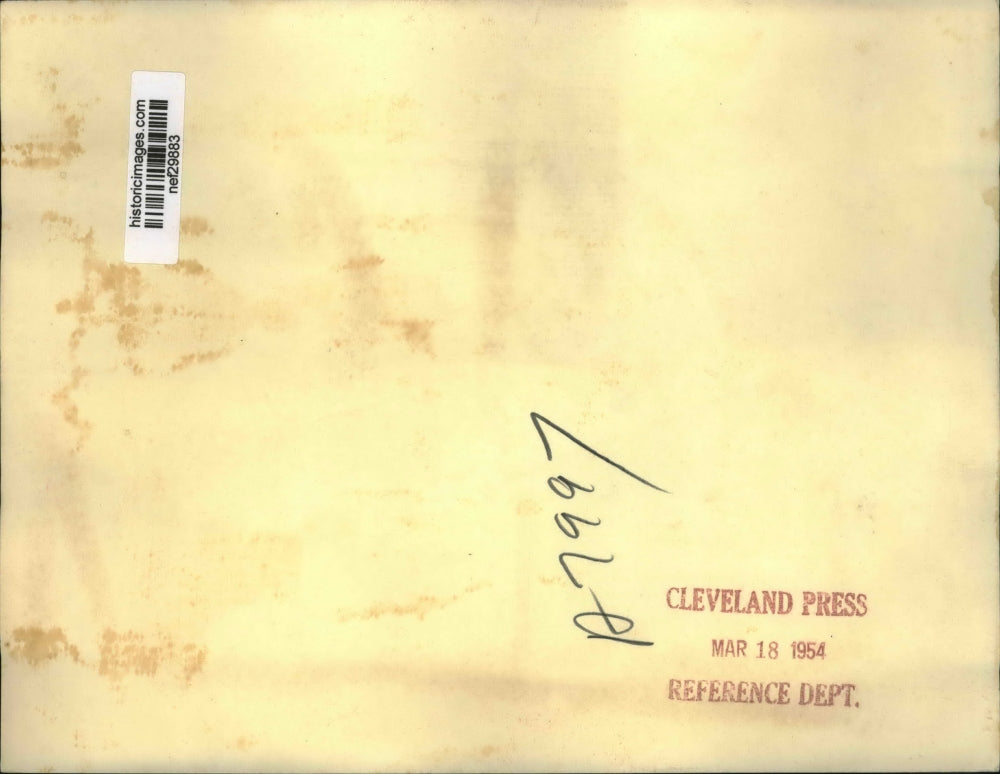 historicimages.com
nef29883
CLEVELAND PRESS
MAR 18 1954
REFERENCE DEPT.